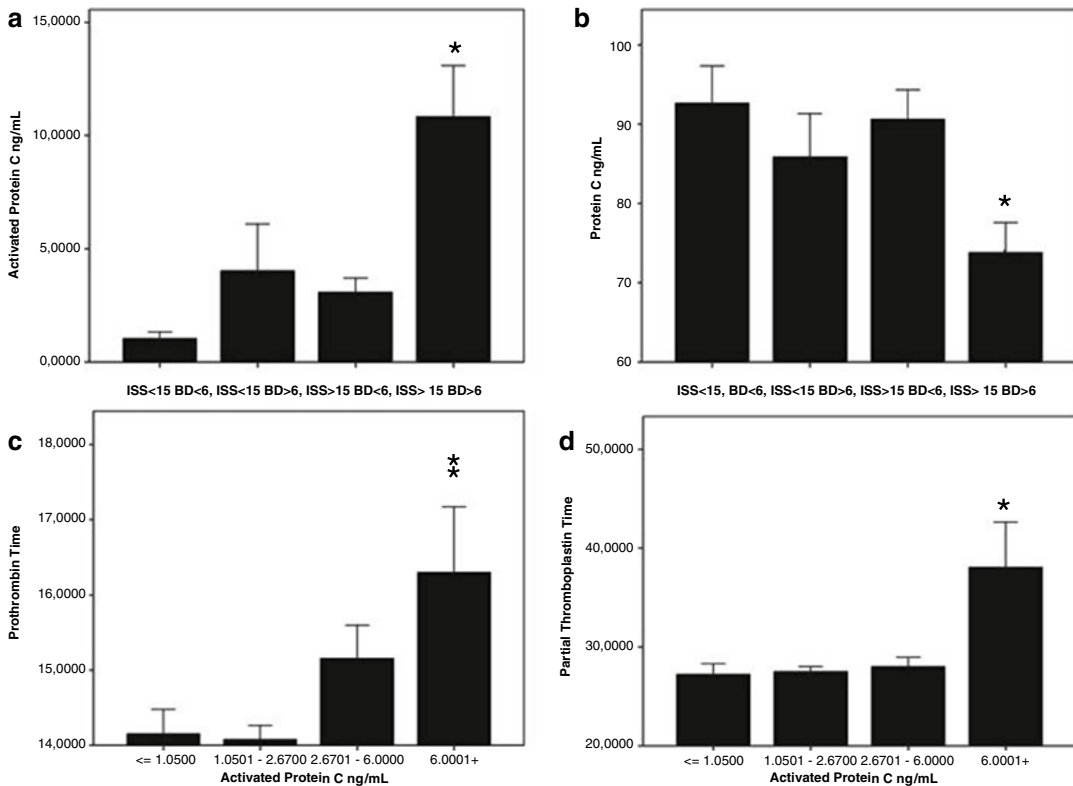 a
15,0000
10,0000
5,0000
0,0000
Activated Protein C ng/mL
*
ISS<15 BD<6, ISS<15 BD>6, ISS>15 BD<6, ISS> 15 BD>6
b
100
90
80
70
60
Protein C ng/mL
*
ISS<15, BD<6, ISS<15 BD>6, ISS>15 BD<6, ISS> 15 BD>6
c
18,0000
17,0000
16,0000
15,0000
14,0000
Prothrombin Time
*
*
<= 1.0500 1.0501 - 2.6700 2.6701 - 6.0000 6.0001+
Activated Protein C ng/mL
d
50,0000
40,0000
30,0000
20,0000
Partial Thromboplastin Time
*
<= 1.0500 1.0501 - 2.6700 2.6701 - 6.0000 6.0001+
Activated Protein C ng/mL